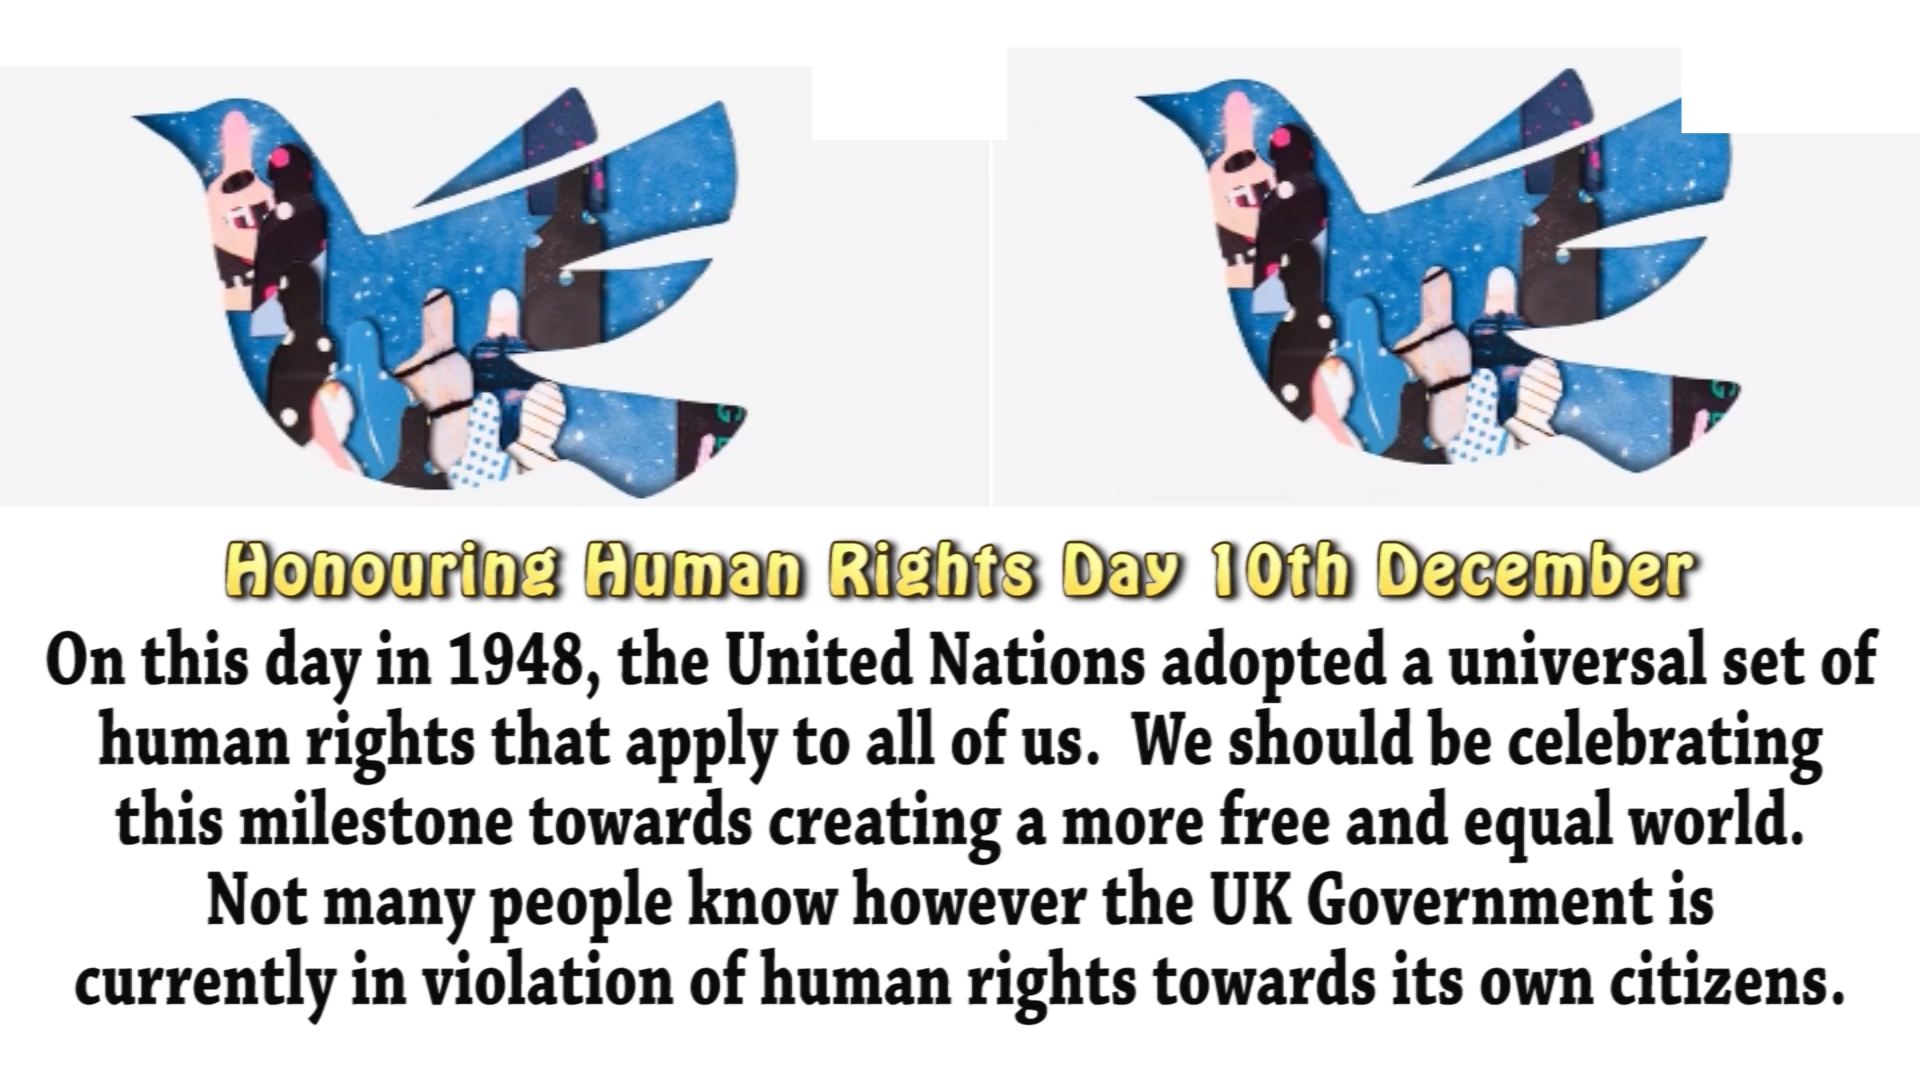 Honouring Human Rights Day 10th December
On this day in 1948, the United Nations adopted a universal set of
human rights that apply to all of us.  We should be celebrating
this milestone towards creating a more free and equal world.
Not many people know however the UK Government is
currently in violation of human rights towards its own citizens.